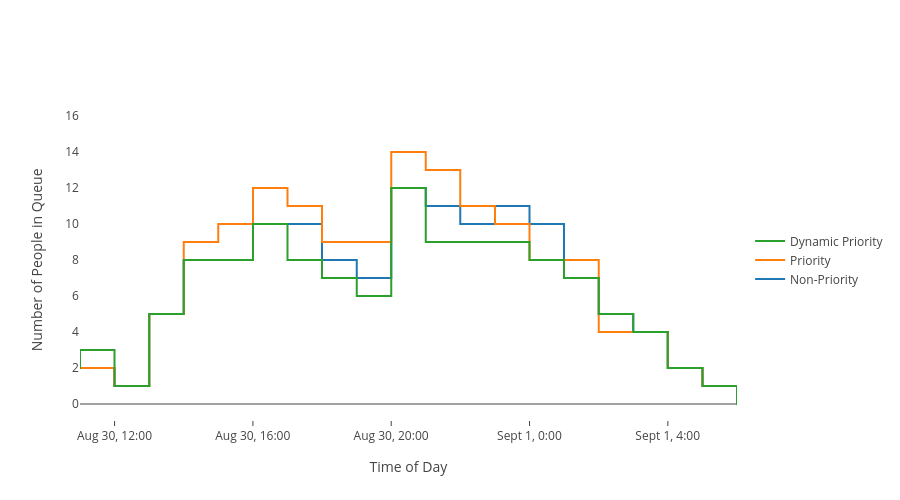 16
14
12
10
8
6
4
2
0
Number of People in Queue
Aug 30, 12:00
Aug 30, 16:00
Aug 30, 20:00
Sept 1, 0:00
Sept 1, 4:00
Time of Day
Dynamic Priority
Priority
Non-Priority